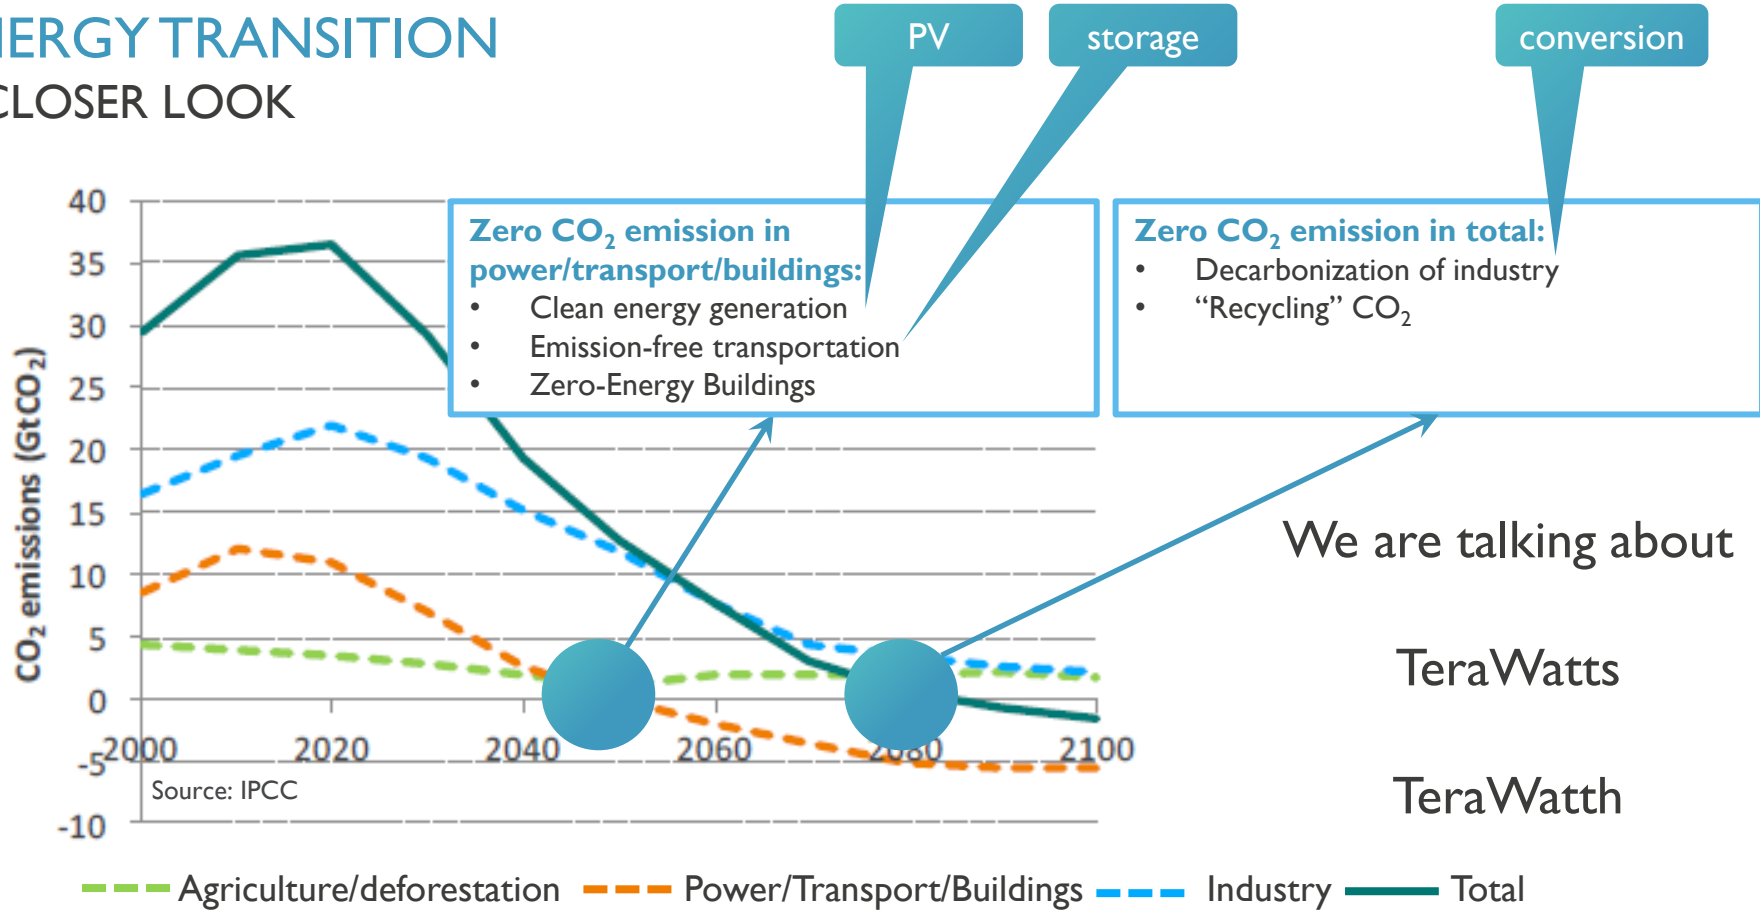 NERGY TRANSITION
CLOSER LOOK
PV
storage
conversion
Zero CO₂ emission in
power/transport/buildings:
• Clean energy generation
• Emission-free transportation
• Zero-Energy Buildings
Zero CO₂ emission in total:
• Decarbonization of industry
• “Recycling” CO₂
CO₂ emissions (GtCO₂)
40
35
30
25
20
15
10
5
0
-5
-10
2000
2020
2040
2060
2080
2100
Source: IPCC
We are talking about
TeraWatts
TeraWatth
Agriculture/deforestation
Power/Transport/Buildings
Industry
Total